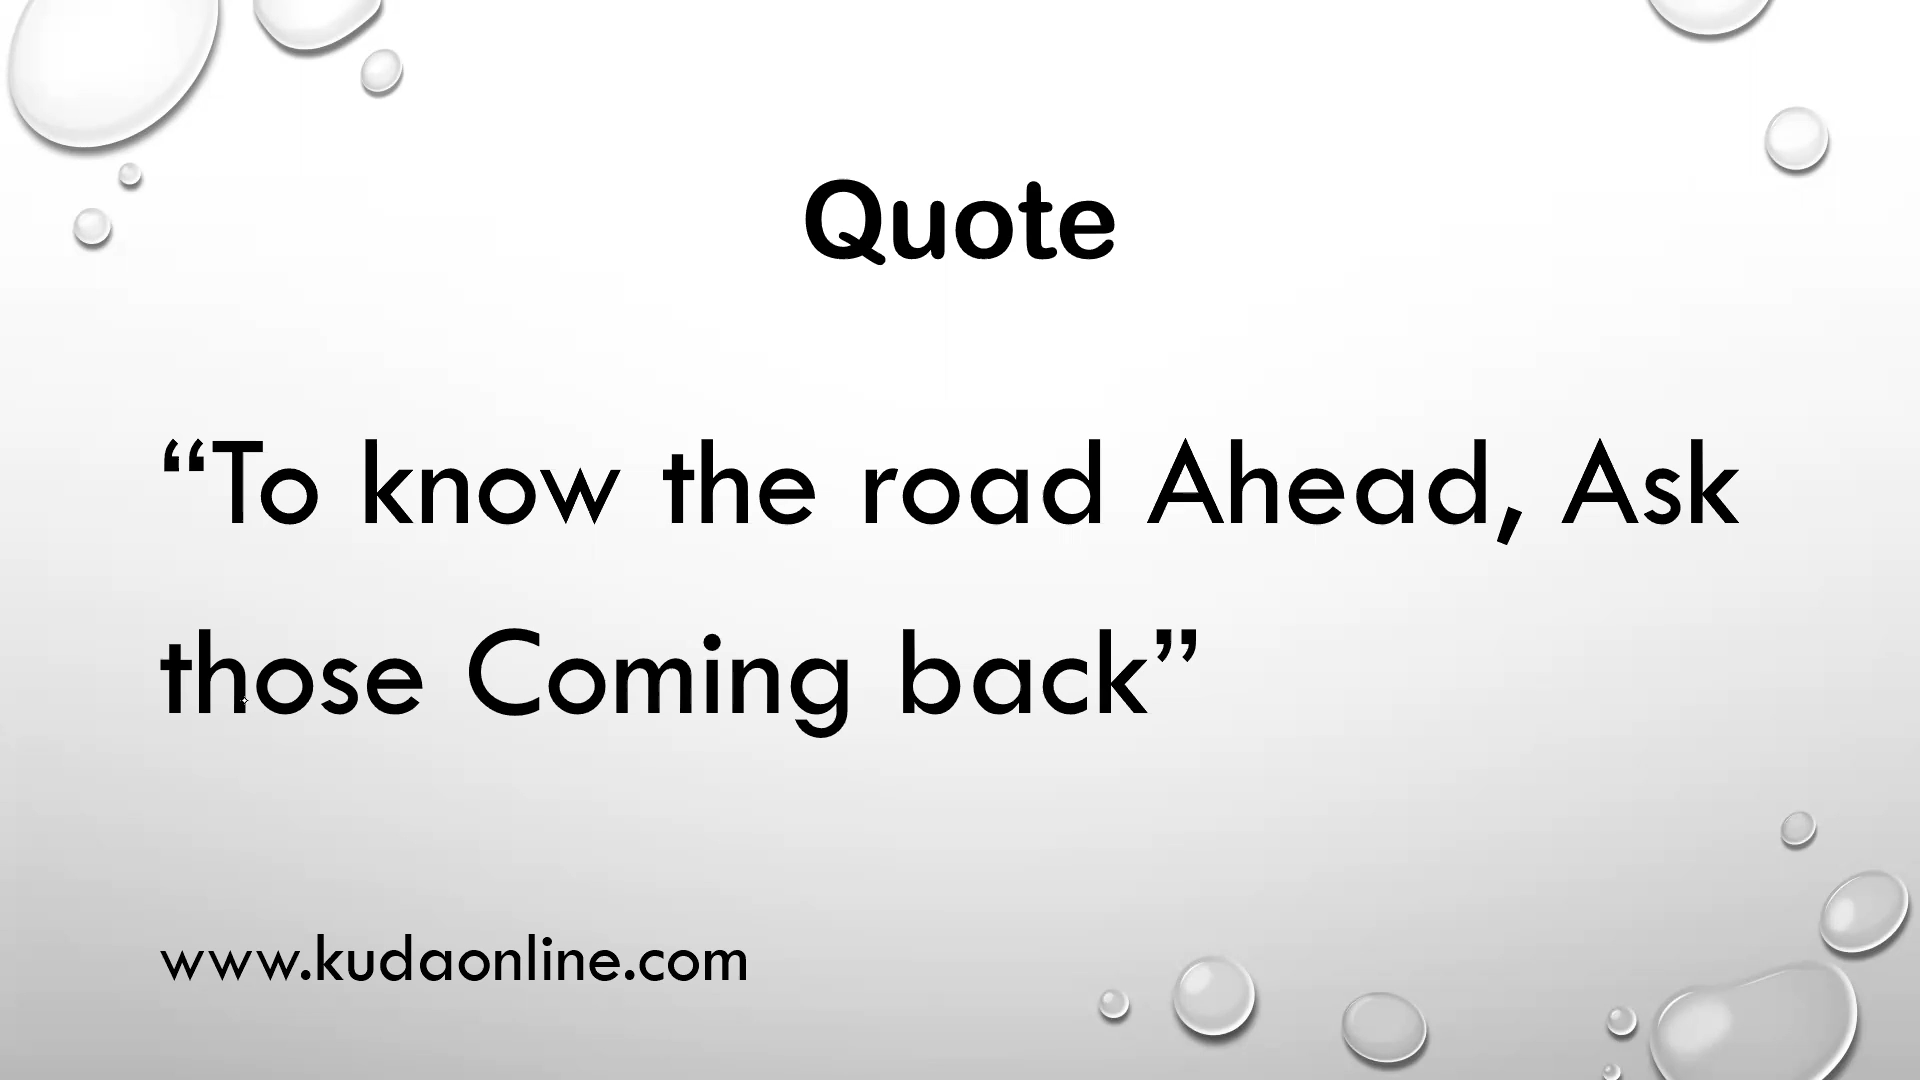 Quote
“To know the road Ahead, Ask
those Coming back”
www.kudaonline.com